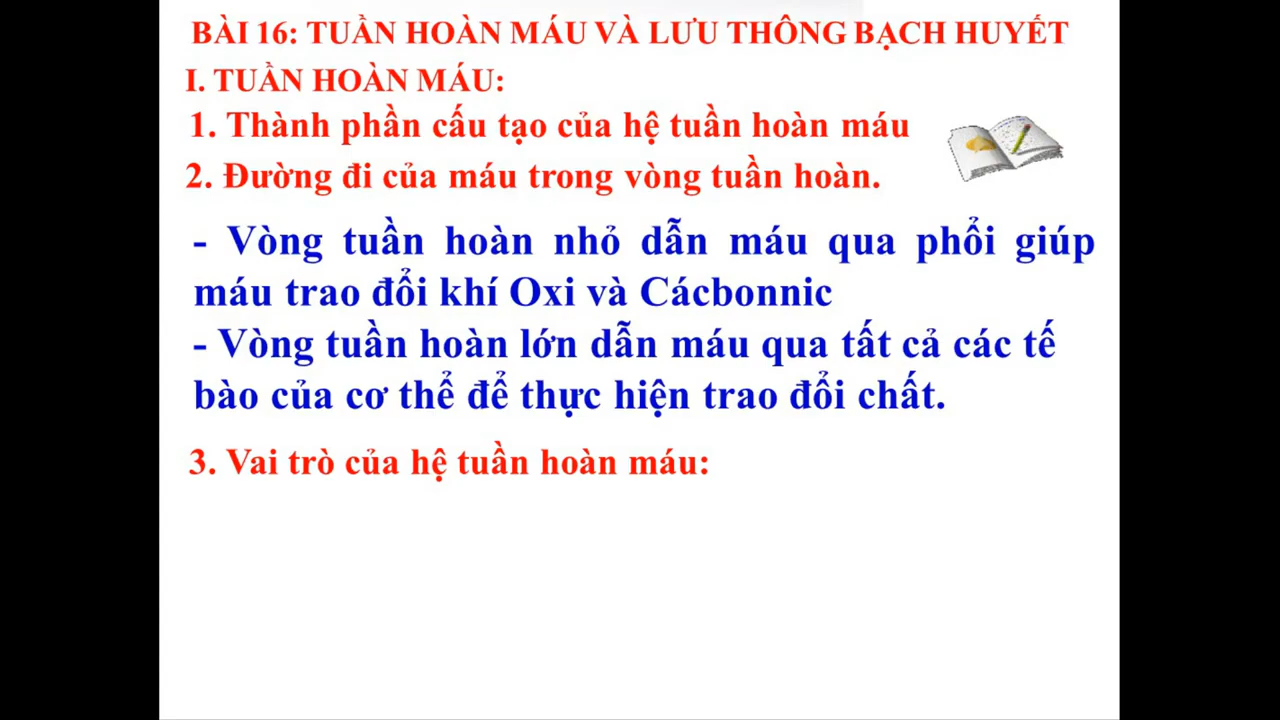 BÀI 16: TUẦN HOÀN MÁU VÀ LƯU THÔNG BẠCH HUYẾT
I. TUẦN HOÀN MÁU:
1. Thành phần cấu tạo của hệ tuần hoàn máu
2. Đường đi của máu trong vòng tuần hoàn.
- Vòng tuần hoàn nhỏ dẫn máu qua phổi giúp
máu trao đổi khí Oxi và Cácbonnic
- Vòng tuần hoàn lớn dẫn máu qua tất cả các tế
bào của cơ thể để thực hiện trao đổi chất.
3. Vai trò của hệ tuần hoàn máu: